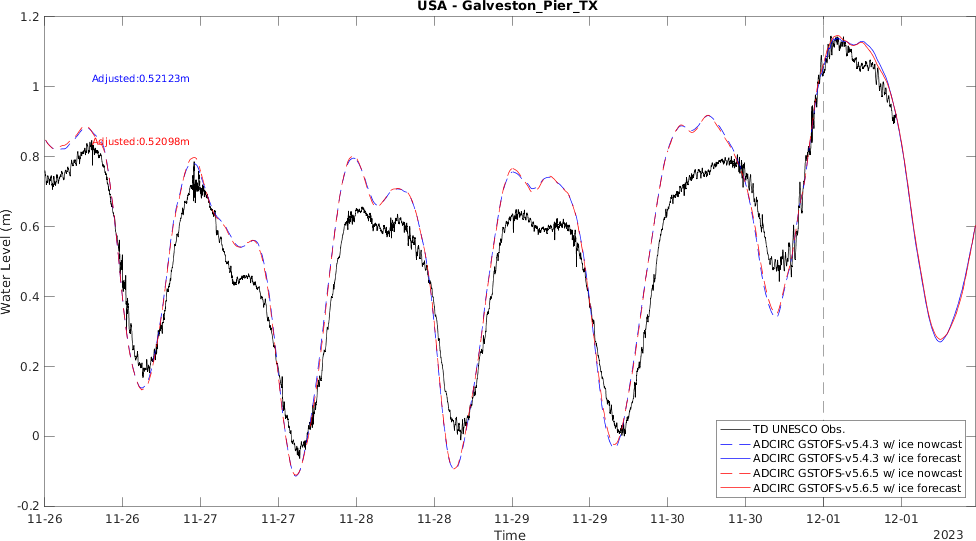 USA - Galveston_Pier_TX
1.2
1
0.8
0.6
0.4
0.2
0
-0.2
Water Level (m)
Adjusted:0.52123m
Adjusted:0.52098m
TD UNESCO Obs.
ADCIRC GSTOFS-v5.4.3 w/ ice nowcast
ADCIRC GSTOFS-v5.4.3 w/ ice forecast
ADCIRC GSTOFS-v5.6.5 w/ ice nowcast
ADCIRC GSTOFS-v5.6.5 w/ ice forecast
11-26 11-26 11-27 11-27 11-28 11-28 11-29 11-29 11-30 11-30 12-01 12-01
Time
2023